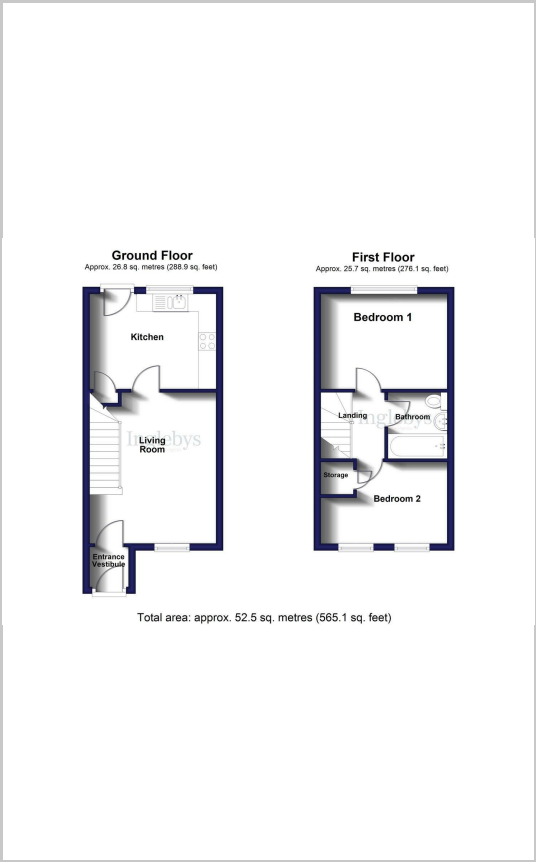 Ground Floor
Approx. 26.8 sq. metres (288.9 sq. feet)
Kitchen
Living
Room
Inglebys
Entrance
Vestibule
First Floor
Approx. 25.7 sq. metres (276.1 sq. feet)
Bedroom 1
Landing
Bathroom
Inglebys
Storage
Bedroom 2
Total area: approx. 52.5 sq. metres (565.1 sq. feet)